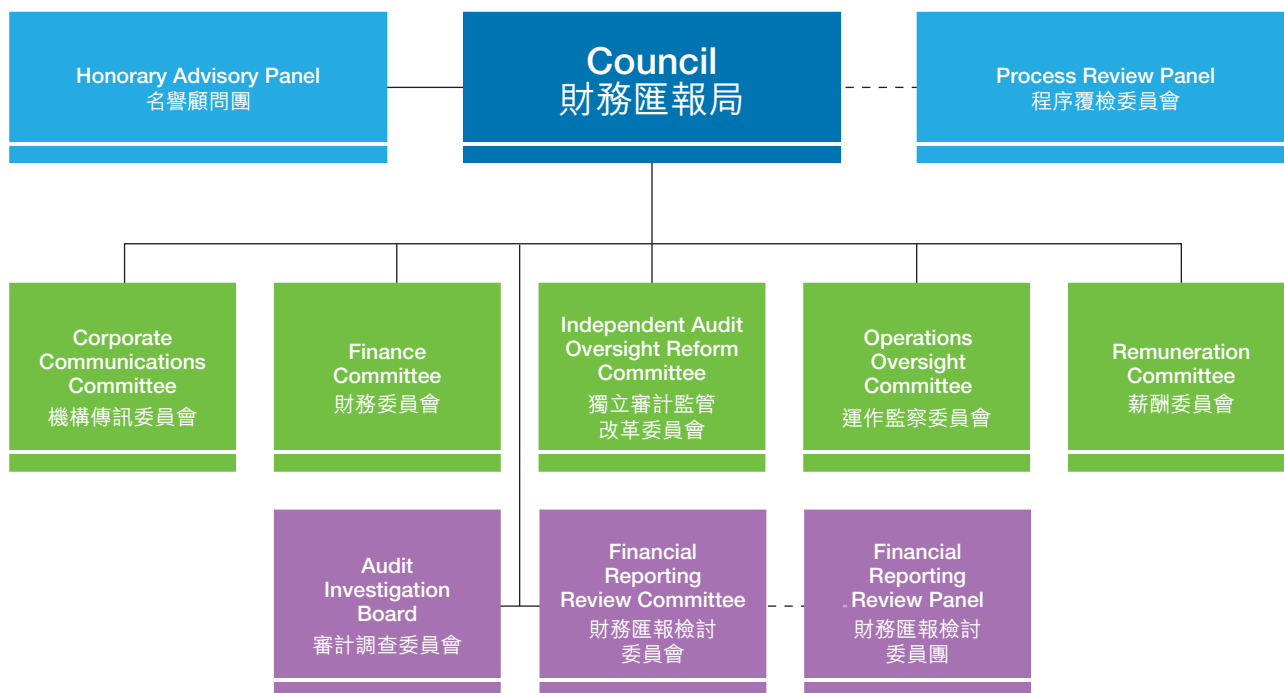 Honorary Advisory Panel
名譽顧問團
Council
財務匯報局
Process Review Panel
程序覆檢委員會
Corporate
Communications
Committee
機構傳訊委員會
Finance
Committee
財務委員會
Independent Audit
Oversight Reform
Committee
獨立審計監管
改革委員會
Operations
Oversight
Committee
運作監察委員會
Remuneration
Committee
薪酬委員會
Audit
Investigation
Board
審計調查委員會
Financial
Reporting
Review Committee
財務匯報檢討
委員會
Financial
Reporting
Review Panel
財務匯報檢討
委員團